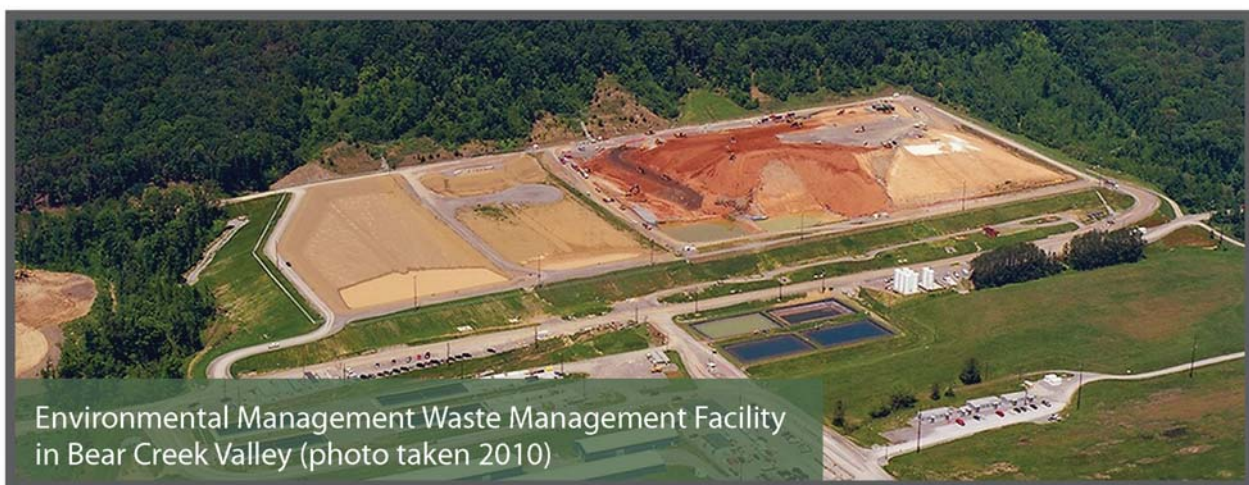 Environmental Management Waste Management Facility
in Bear Creek Valley (photo taken 2010)